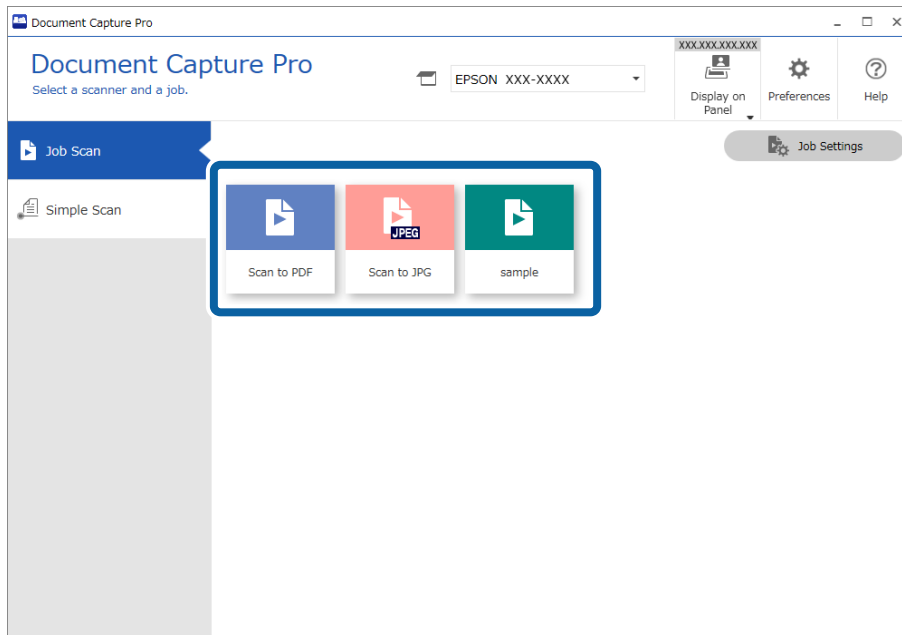 Document Capture Pro
Document Capture Pro
Select a scanner and a job.
EPSON XXX-XXXX
XXX.XXX.XXX.XXX
Display on
Panel
Preferences
Help
Job Scan
Job Settings
Simple Scan
Scan to PDF
JPEG
Scan to JPG
sample